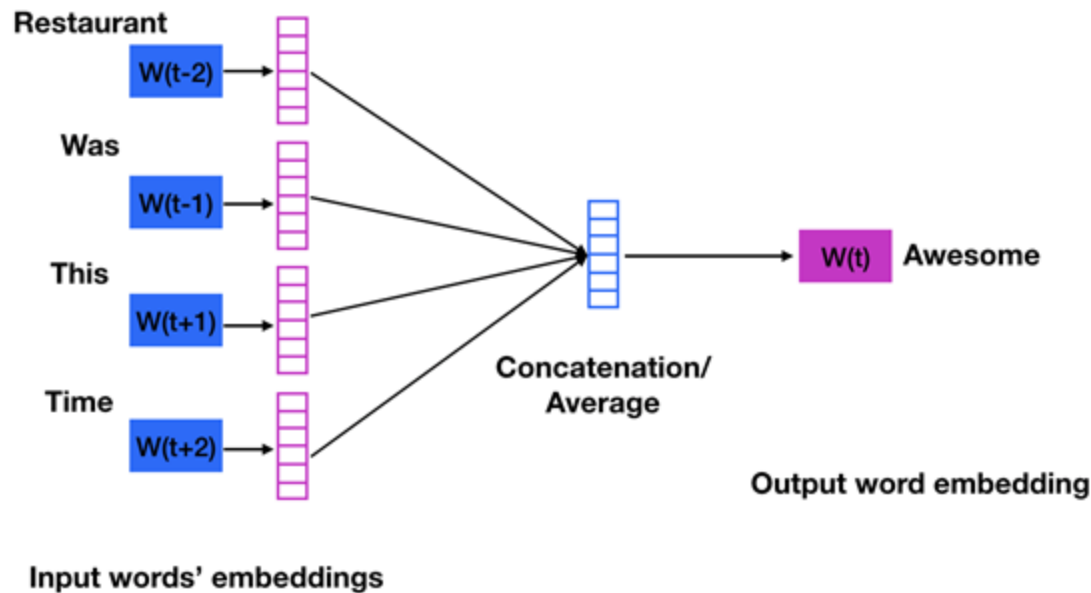 Restaurant
W(t-2)
Was
W(t-1)
This
W(t+1)
Time
W(t+2)
Concatenation/
Average
W(t) Awesome
Output word embedding
Input words’ embeddings